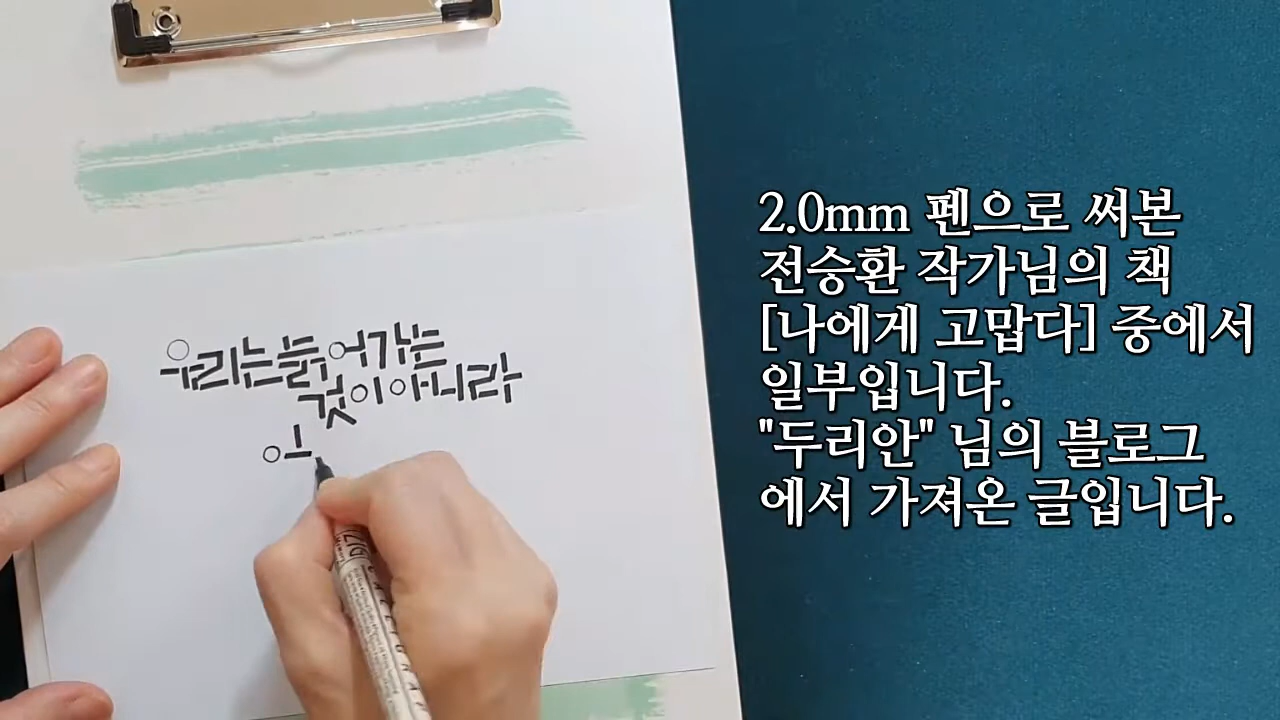 우리는늙어가는
것이아니라
오
2.0mm 펜으로 써본
전승환 작가님의 책
[나에게 고맙다] 중에서
일부입니다.
"두리안" 님의 블로그
에서 가져온 글입니다.